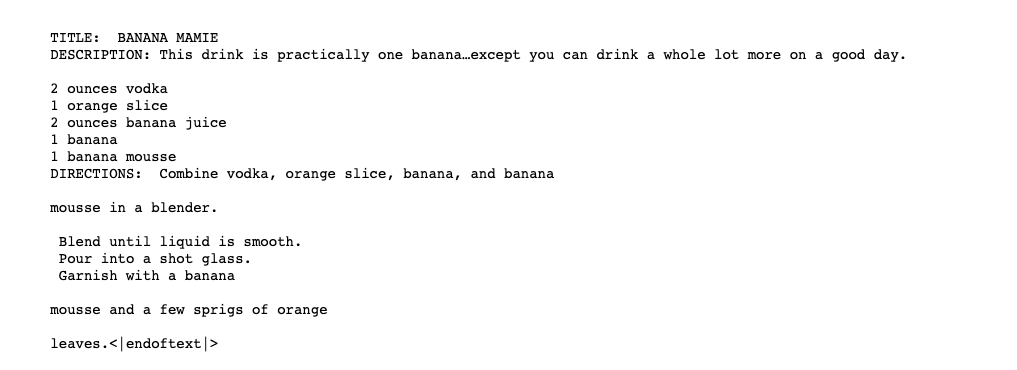 TITLE:  BANANA MAMIE
DESCRIPTION: This drink is practically one banana…except you can drink a whole lot more on a good day.
2 ounces vodka
1 orange slice
2 ounces banana juice
1 banana
1 banana mousse
DIRECTIONS:  Combine vodka, orange slice, banana, and banana
mousse in a blender.
Blend until liquid is smooth.
Pour into a shot glass.
Garnish with a banana
mousse and a few sprigs of orange
leaves.<|endoftext|>